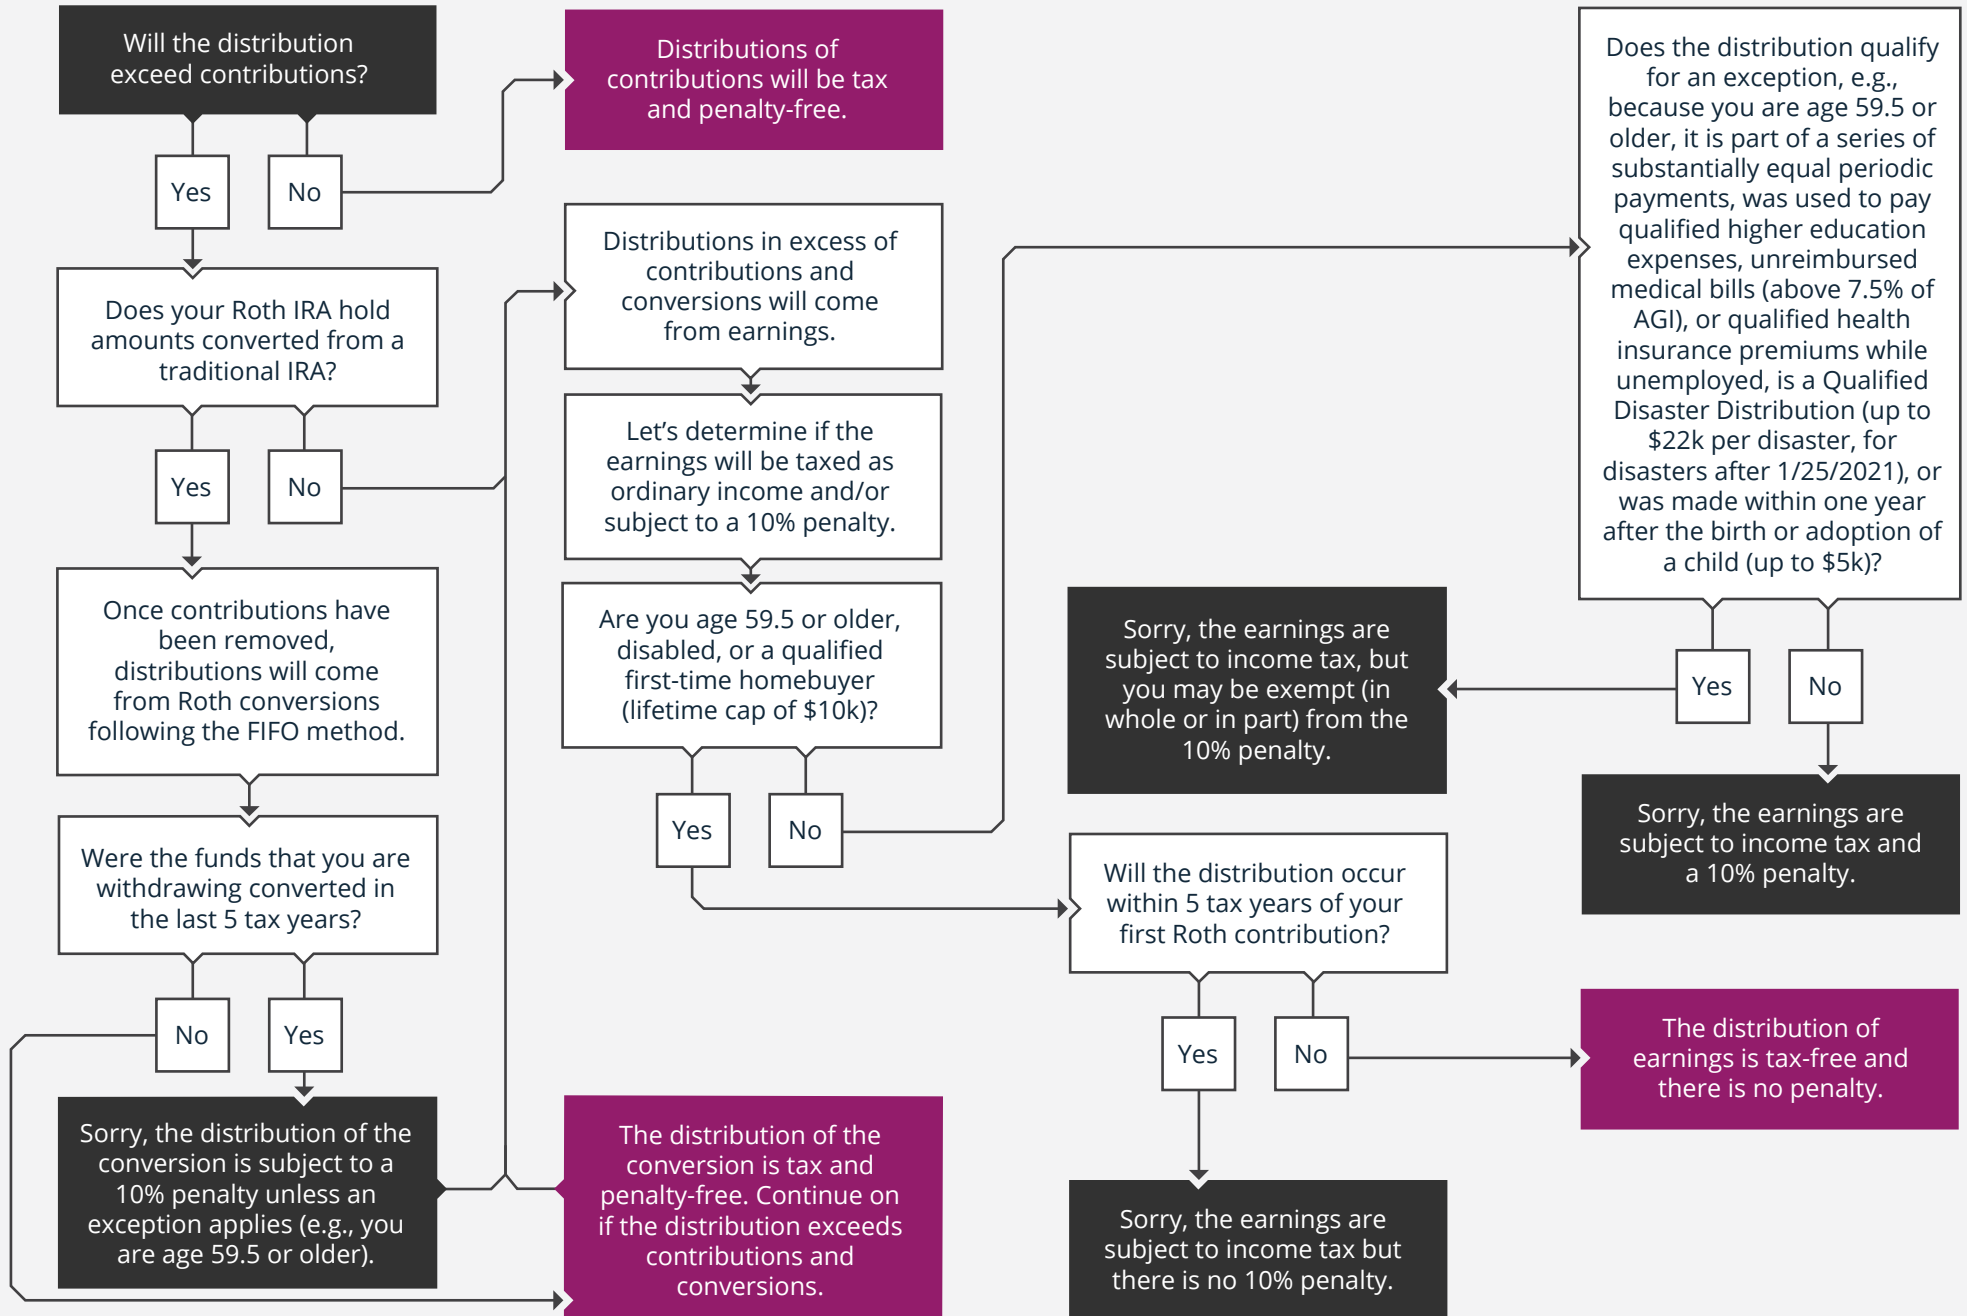 Will the distribution
exceed contributions?
Yes
No
Distributions of
contributions will be tax
and penalty-free.
Does your Roth IRA hold
amounts converted from a
traditional IRA?
Yes
No
Once contributions have
been removed,
distributions will come
from Roth conversions
following the FIFO method.
Were the funds that you are
withdrawing converted in
the last 5 tax years?
No
Yes
Sorry, the distribution of the
conversion is subject to a
10% penalty unless an
exception applies (e.g., you
are age 59.5 or older).
The distribution of the
conversion is tax and
penalty-free. Continue on
if the distribution exceeds
contributions and
conversions.
Distributions in excess of
contributions and
conversions will come
from earnings.
Let’s determine if the
earnings will be taxed as
ordinary income and/or
subject to a 10% penalty.
Are you age 59.5 or older,
disabled, or a qualified
first-time homebuyer
(lifetime cap of $10k)?
Yes
No
Does the distribution qualify
for an exception, e.g.,
because you are age 59.5 or
older, it is part of a series of
substantially equal periodic
payments, was used to pay
qualified higher education
expenses, unreimbursed
medical bills (above 7.5% of
AGI), or qualified health
insurance premiums while
unemployed, is a Qualified
Disaster Distribution (up to
$22k per disaster, for
disasters after 1/25/2021), or
was made within one year
after the birth or adoption of
a child (up to $5k)?
Yes
No
Sorry, the earnings are
subject to income tax, but
you may be exempt (in
whole or in part) from the
10% penalty.
Sorry, the earnings are
subject to income tax and
a 10% penalty.
Will the distribution occur
within 5 tax years of your
first Roth contribution?
Yes
No
The distribution of
earnings is tax-free and
there is no penalty.
Sorry, the earnings are
subject to income tax but
there is no 10% penalty.